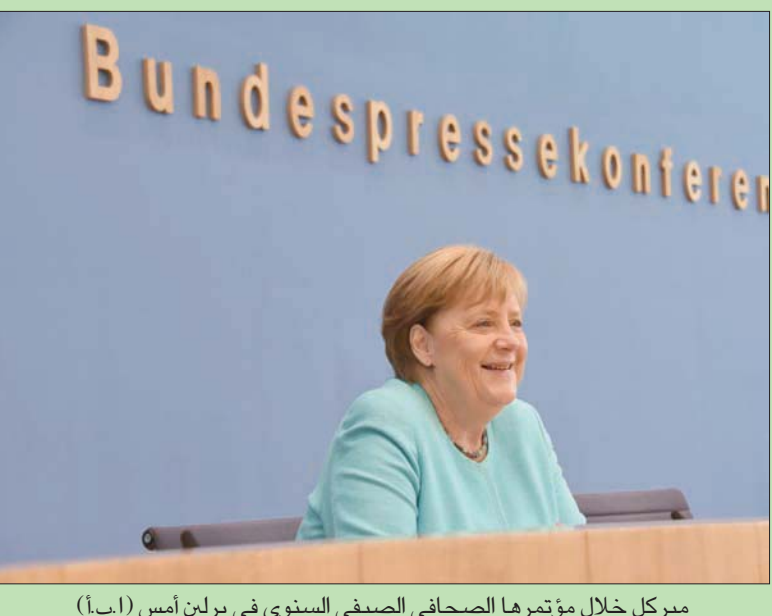 Bundespressekonferen
ميركل خلال مؤتمرها الصحافي الصيفي السنوي في برلين أمس (ا.ب.أ)